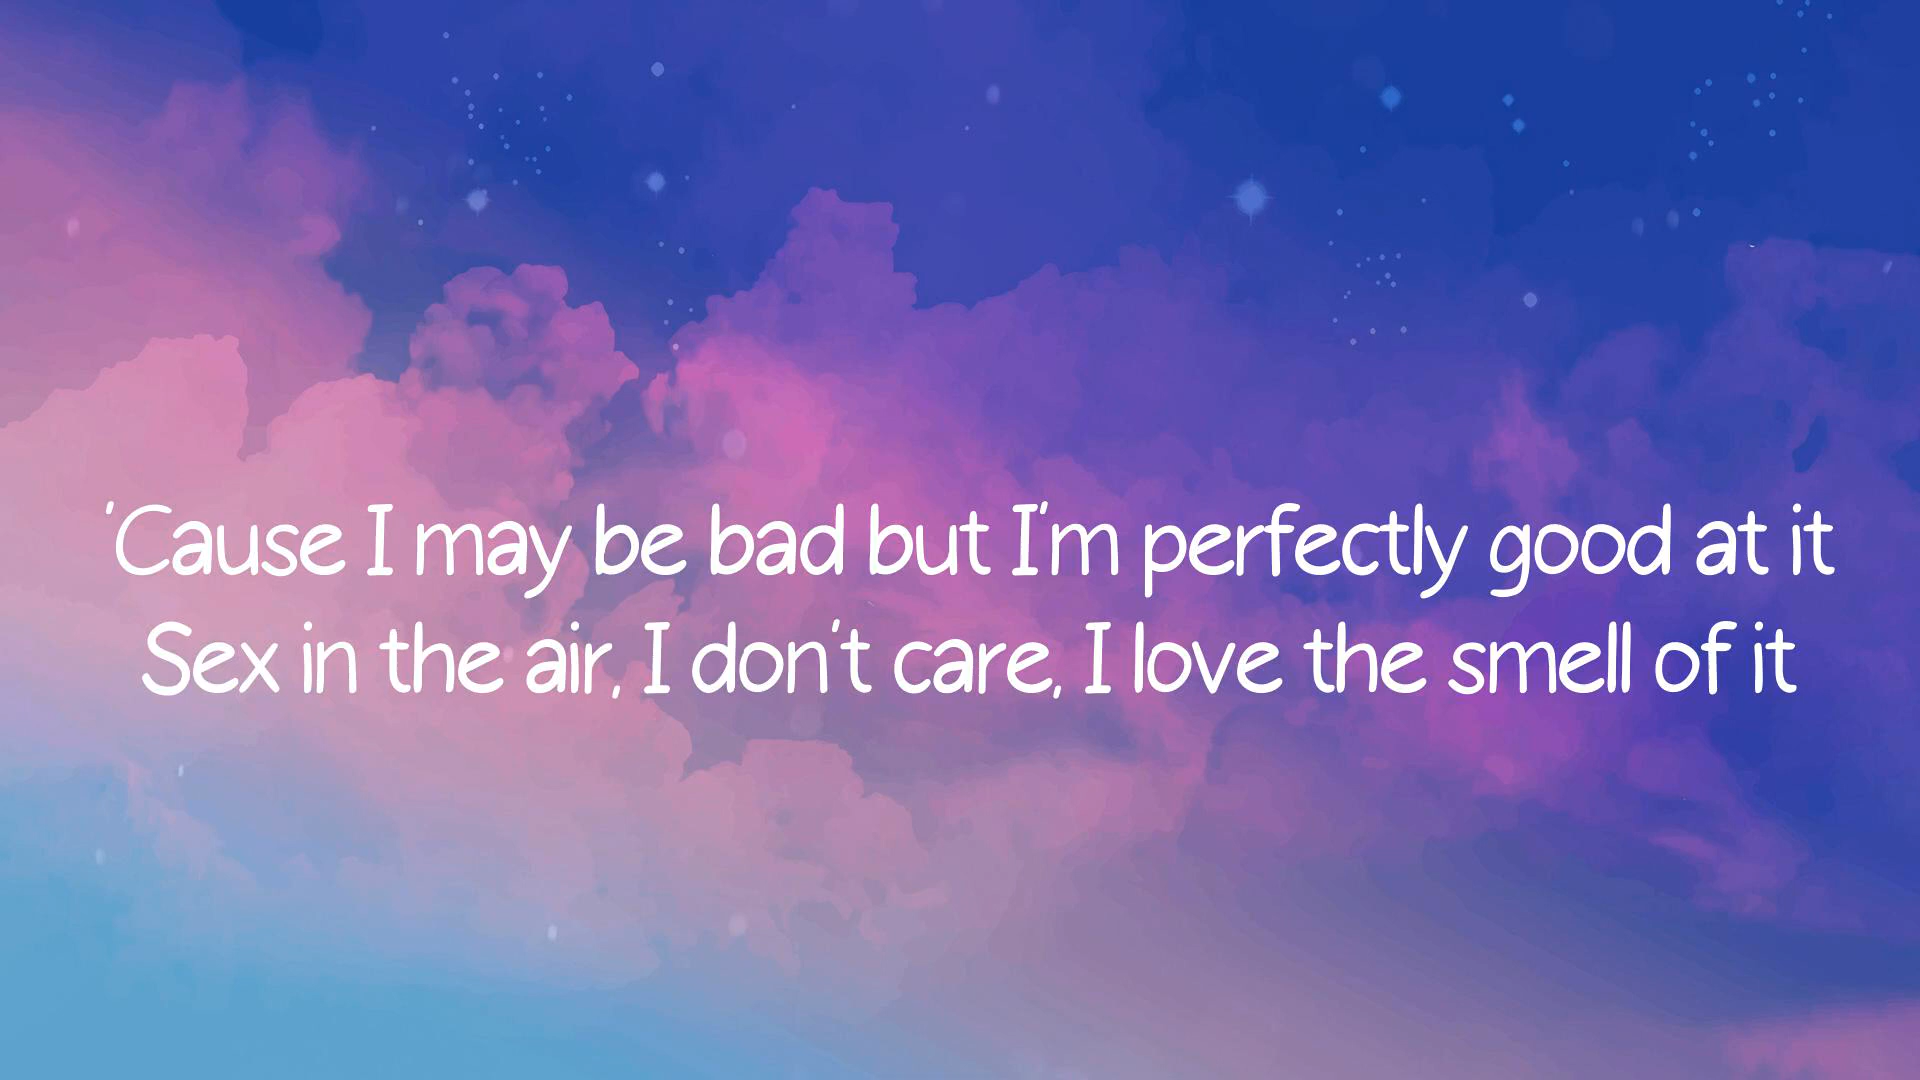 'Cause I may be bad but I'm perfectly good at it
Sex in the air, I don't care, I love the smell of it